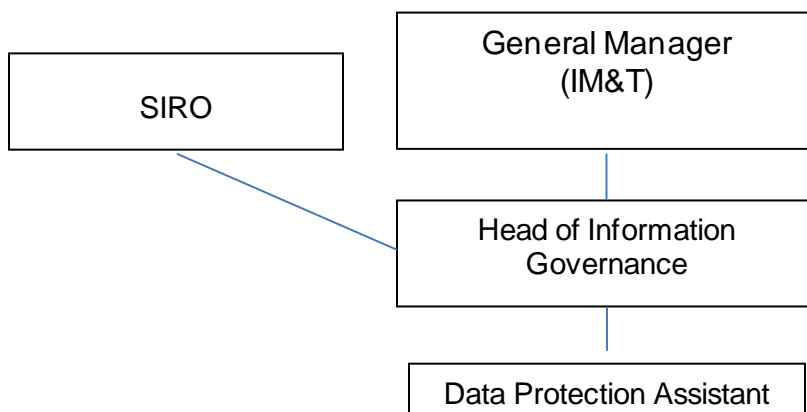 General Manager
(IM&T)
SIRO
Head of Information
Governance
Data Protection Assistant